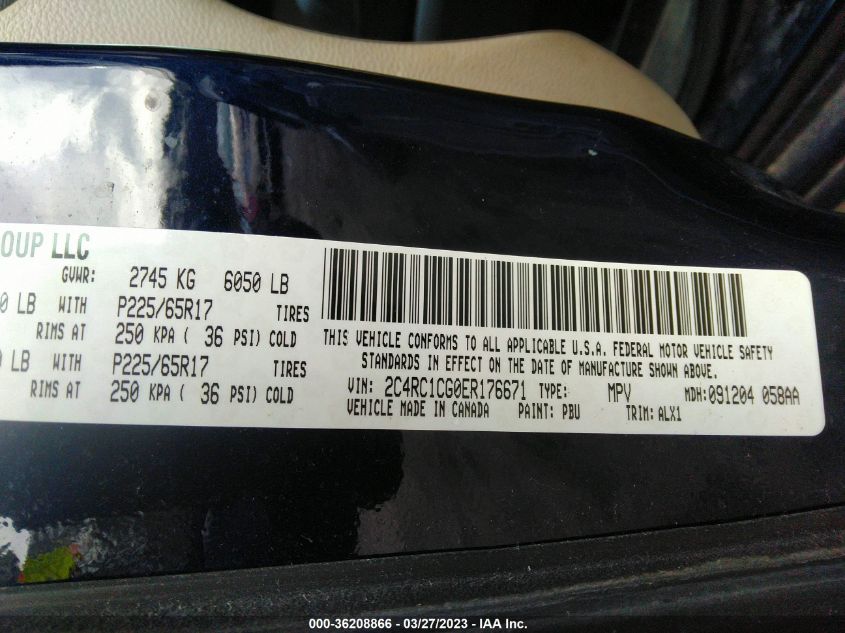 OUP LLC
GVWR: 2745 KG 6050 LB
0 LB WITH P225/65R17 TIRES
RIMS AT 250 KPA ( 36 PSI) COLD
0 LB WITH P225/65R17 TIRES
RIMS AT 250 KPA ( 36 PSI) COLD
THIS VEHICLE CONFORMS TO ALL APPLICABLE U.S.A. FEDERAL MOTOR VEHICLE SAFETY
STANDARDS IN EFFECT ON THE DATE OF MANUFACTURE SHOWN ABOVE.
VIN: 2C4RC1CG0ER176671 TYPE: MPV MDH:091204 058AA
VEHICLE MADE IN CANADA PAINT: PBU TRIM: ALX1
000-36208866 - 03/27/2023 - IAA Inc.